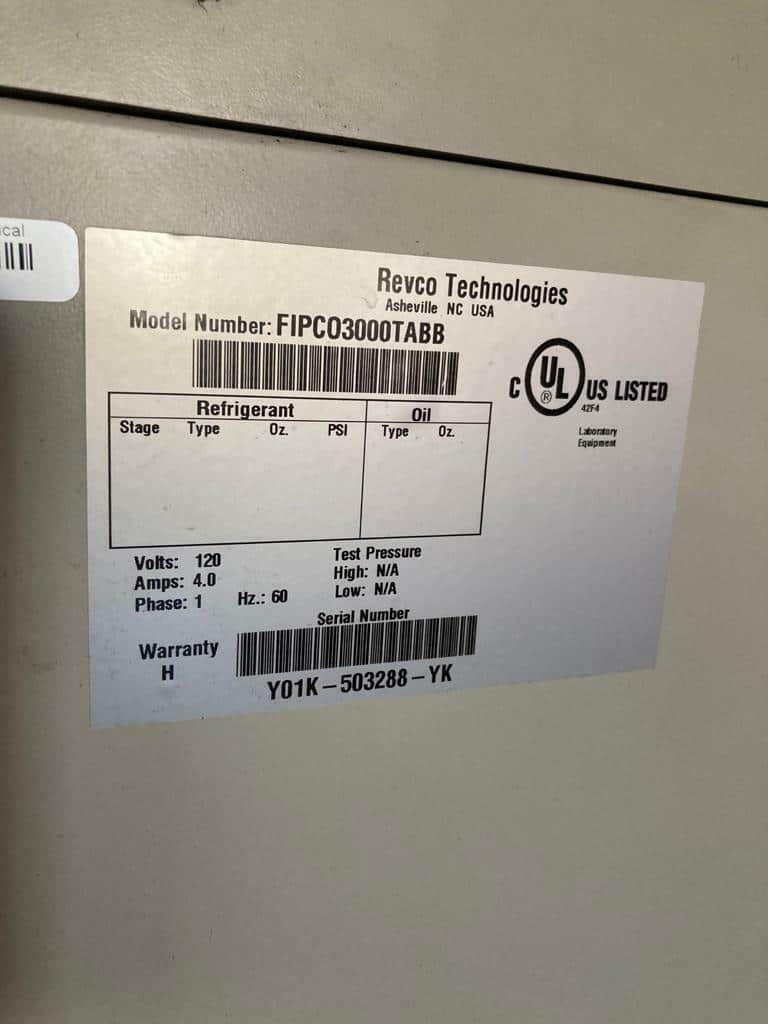 ical
Revco Technologies
Asheville NC USA
Model Number: FIPCO3000TABB
C UL ® US LISTED
42F4
Laboratory
Equipment
Refrigerant Oil
Stage Type Oz. PSI Type Oz.
Volts: 120
Amps: 4.0
Phase: 1 Hz.: 60
Test Pressure
High: N/A
Low: N/A
Serial Number
Warranty
H
Y01K-503288-YK